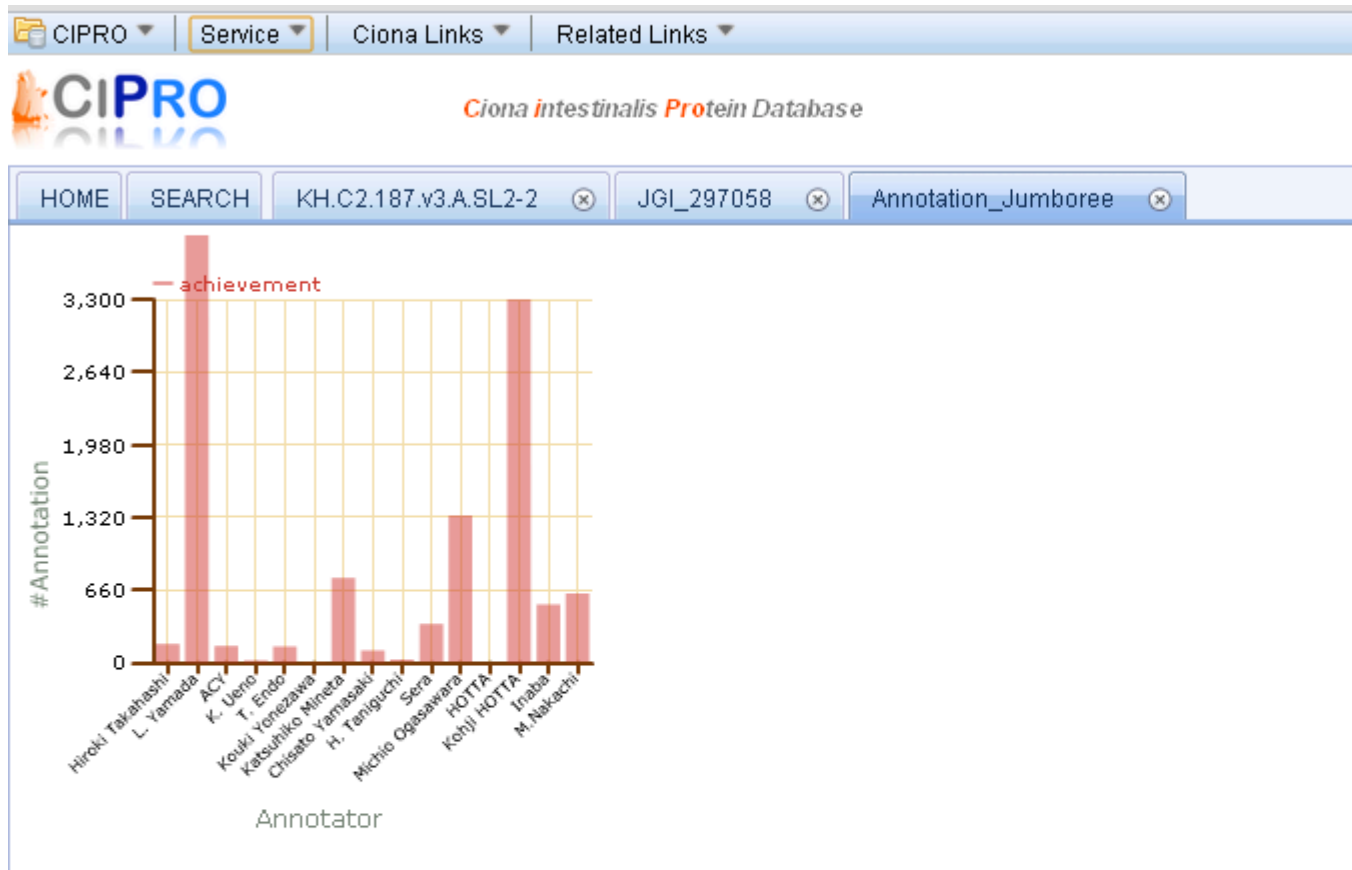 CIPRO Service Ciona Links Related Links
CIPRO
Ciona intestinalis Protein Database
HOME SEARCH KH.C2.187.v3.A.SL2-2 JGI_297058 Annotation_Jumboree
achievement
3,300
2,640
1,980
1,320
660
0
#Annotation
Hiroki Takahashi
L. Yamada
ACY
K. Ueno
T. Endo
Kouki Yonezawa
Katsuhiko Mineta
Chisato Yamasaki
H. Taniguchi
Sera
Michio Ogasawara
HOTTA
Kohji HOTTA
Inaba
M.Nakachi
Annotator